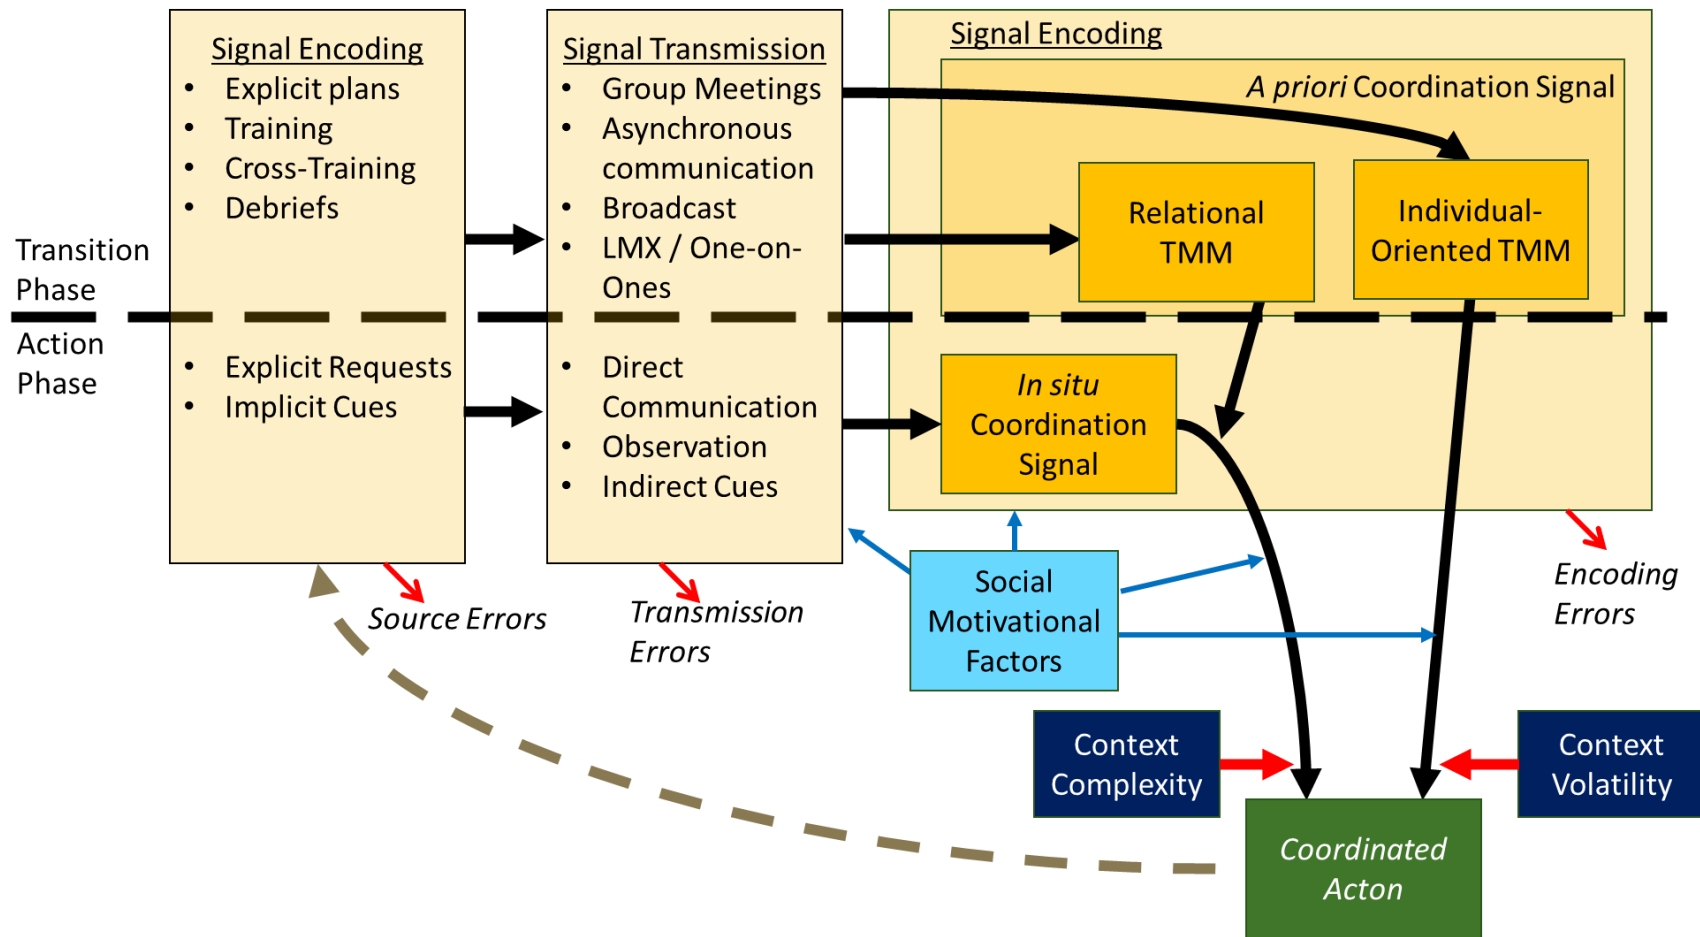 Signal Encoding
• Explicit plans
• Training
• Cross-Training
• Debriefs
• Explicit Requests
• Implicit Cues
Signal Transmission
• Group Meetings
• Asynchronous
communication
• Broadcast
• LMX / One-on-
Ones
• Direct
Communication
• Observation
• Indirect Cues
Signal Encoding
A priori Coordination Signal
Relational
TMM
Individual-
Oriented TMM
In situ
Coordination
Signal
Transition
Phase
Action
Phase
Source Errors
Transmission
Errors
Encoding
Errors
Social
Motivational
Factors
Context
Complexity
Context
Volatility
Coordinated
Acton